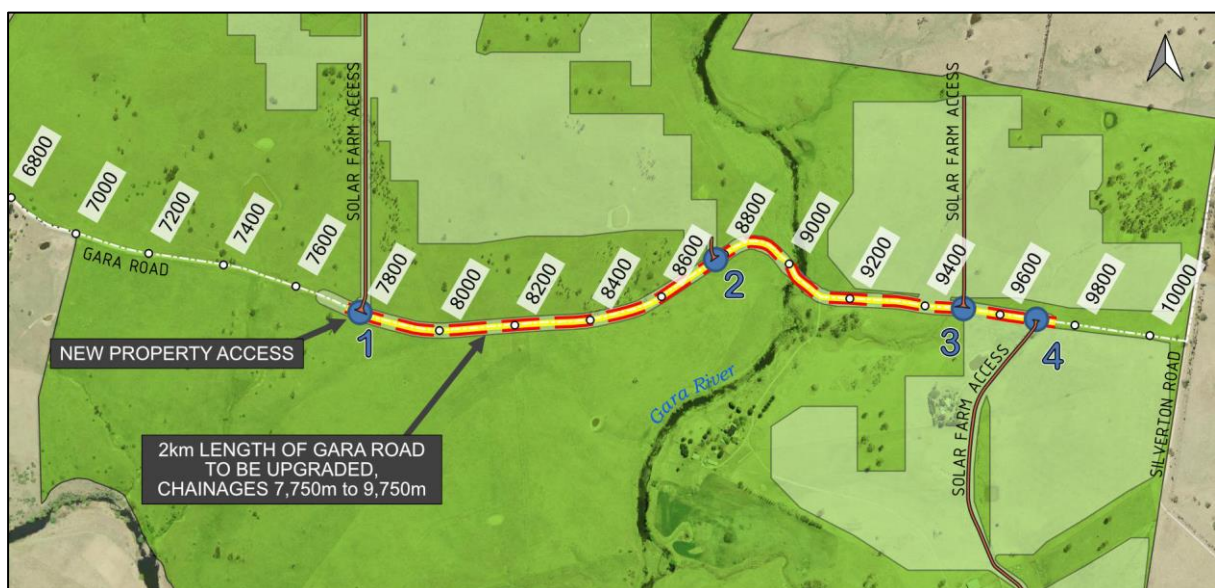 6800
7000
7200
7400
7600
7800
8000
8200
8400
8600
8800
9000
9200
9400
9600
9800
10000
GARA ROAD
SOLAR FARM ACCESS
SOLAR FARM ACCESS
SOLAR FARM ACCESS
SILVERTON ROAD
Gara River
1
2
3
4
NEW PROPERTY ACCESS
2km LENGTH OF GARA ROAD
TO BE UPGRADED,
CHAINAGES 7,750m to 9,750m